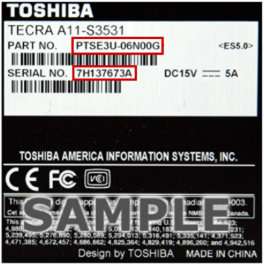 TOSHIBA
TECRA A11-S3531
PART NO. PTSE3U-06N00G <ES5.0>
SERIAL NO. 7H137673A DC15V 5A
TOSHIBA AMERICA INFORMATION SYSTEMS, INC.
CE
SAMPLE
Design by TOSHIBA MADE IN CHINA